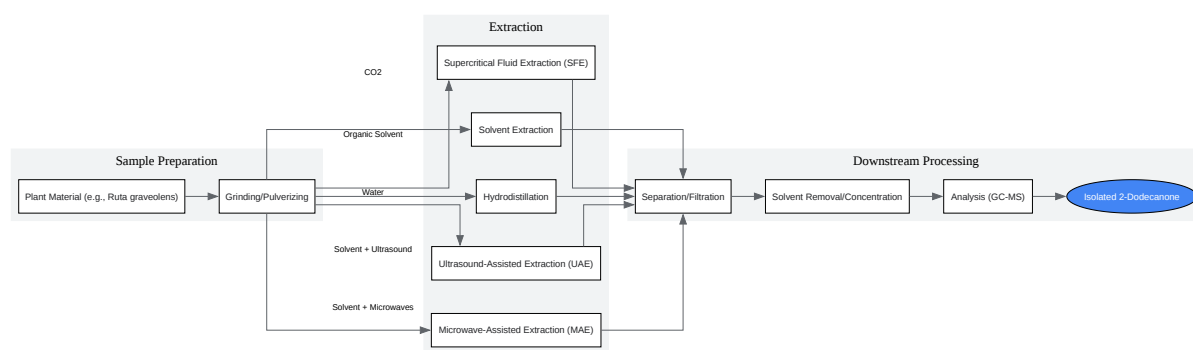 Extraction
Supercritical Fluid Extraction (SFE)
CO2
Solvent Extraction
Organic Solvent
Sample Preparation
Downstream Processing
Plant Material (e.g., Ruta graveolens)
Grinding/Pulverizing
Water
Hydrodistillation
Separation/Filtration
Solvent Removal/Concentration
Analysis (GC-MS)
Isolated 2-Dodecanone
Solvent + Ultrasound
Ultrasound-Assisted Extraction (UAE)
Solvent + Microwaves
Microwave-Assisted Extraction (MAE)